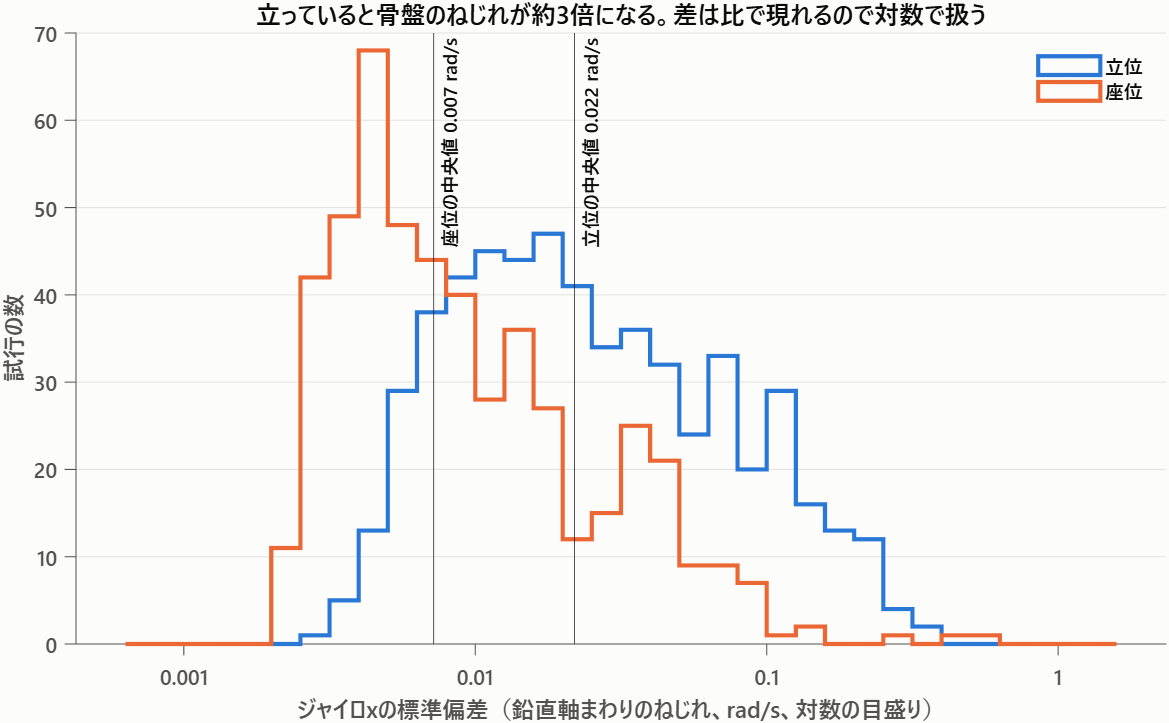 立っていると骨盤のねじれが約3倍になる。差は比で現れるので対数で扱う
立位
座位
座位の中央値 0.007 rad/s
立位の中央値 0.022 rad/s
試行の数
70
60
50
40
30
20
10
0
0.001
0.01
0.1
1
ジャイロxの標準偏差（鉛直軸まわりのねじれ、rad/s、対数の目盛り）